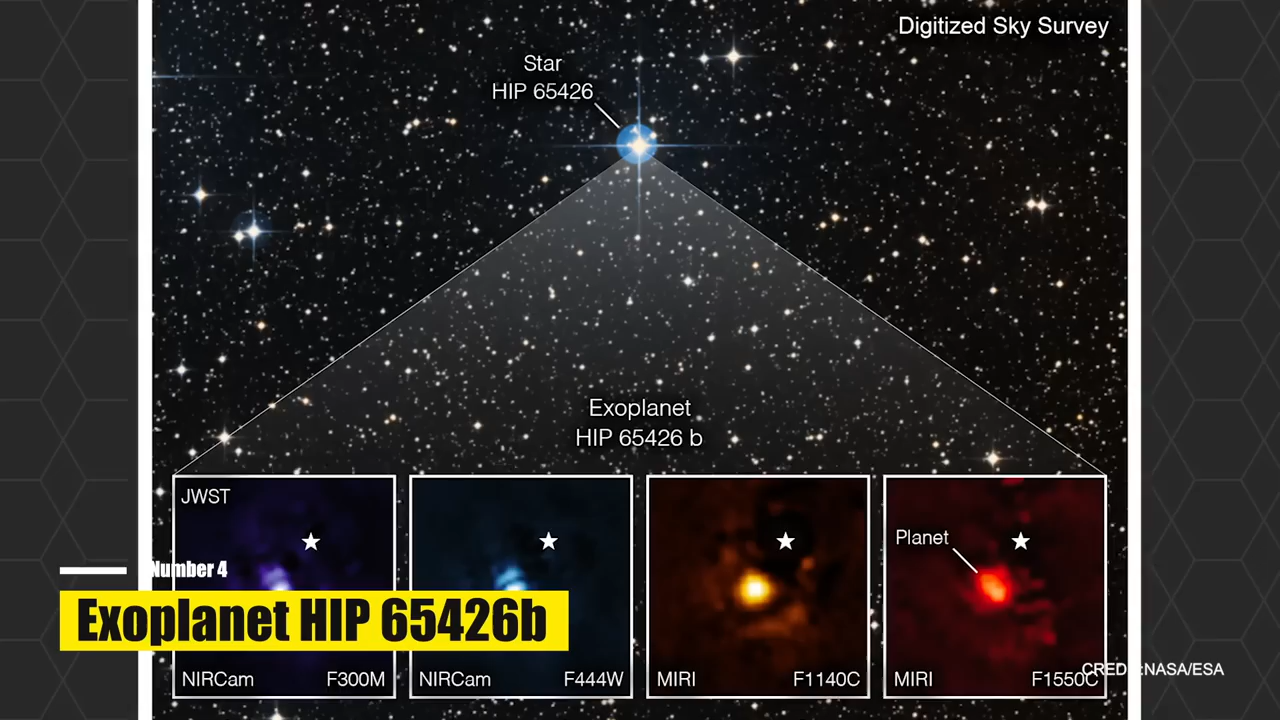 Digitized Sky Survey
Star
HIP 65426
Exoplanet
HIP 65426 b
JWST
Planet
Number 4
Exoplanet HIP 65426b
NIRCam F300M
NIRCam F444W
MIRI F1140C
MIRI F1550C
:NASA/ESA